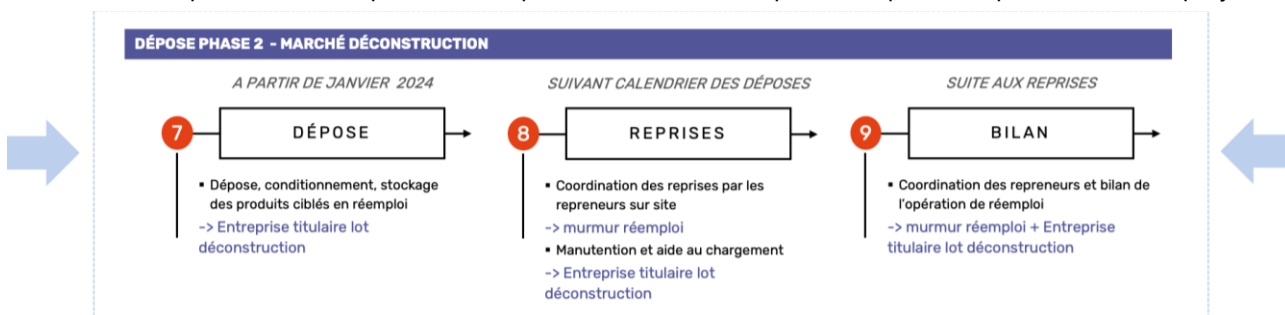 DÉPOSE PHASE 2 - MARCHÉ DÉCONSTRUCTION
A PARTIR DE JANVIER 2024
7
DÉPOSE
▪ Dépose, conditionnement, stockage
des produits ciblés en réemploi
-> Entreprise titulaire lot
déconstruction
SUIVANT CALENDRIER DES DÉPOSES
8
REPRISES
▪ Coordination des reprises par les
repreneurs sur site
-> murmur réemploi
▪ Manutention et aide au chargement
-> Entreprise titulaire lot
déconstruction
SUITE AUX REPRISES
9
BILAN
▪ Coordination des repreneurs et bilan de
l'opération de réemploi
-> murmur réemploi + Entreprise
titulaire lot déconstruction